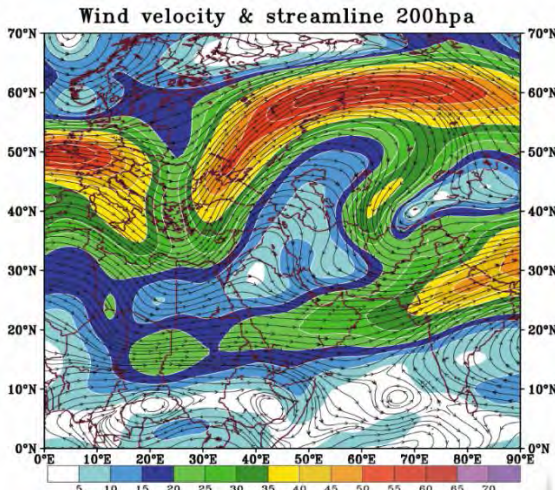 Wind velocity & streamline 200hpa
70°N 70°N
60°N 60°N
50°N 50°N
40°N 40°N
30°N 30°N
20°N 20°N
10°N 10°N
0°N 0°N
0°E 10°E 20°E 30°E 40°E 50°E 60°E 70°E 80°E 90°E
5 10 15 20 25 30 35 40 45 50 55 60 65 70